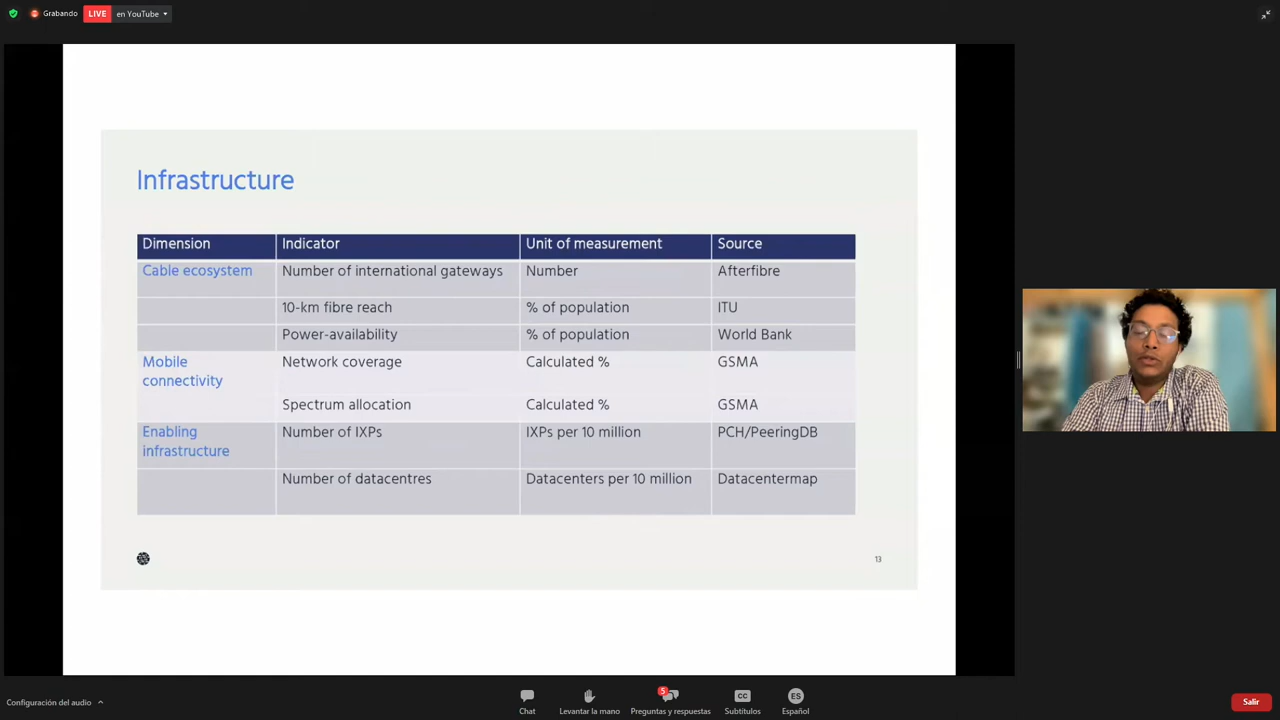 Grabando
LIVE
en YouTube
Infrastructure
Dimension Indicator Unit of measurement Source
Cable ecosystem Number of international gateways Number Afterfibre
10-km fibre reach % of population ITU
Power-availability % of population World Bank
Mobile connectivity Network coverage Calculated % GSMA
Spectrum allocation Calculated % GSMA
Enabling infrastructure Number of IXPs IXPs per 10 million PCH/PeeringDB
Number of datacentres Datacenters per 10 million Datacentermap
13
Configuración del audio
5
CC
ES
Chat
Levantar la mano
Preguntas y respuestas
Subtítulos
Español
Salir